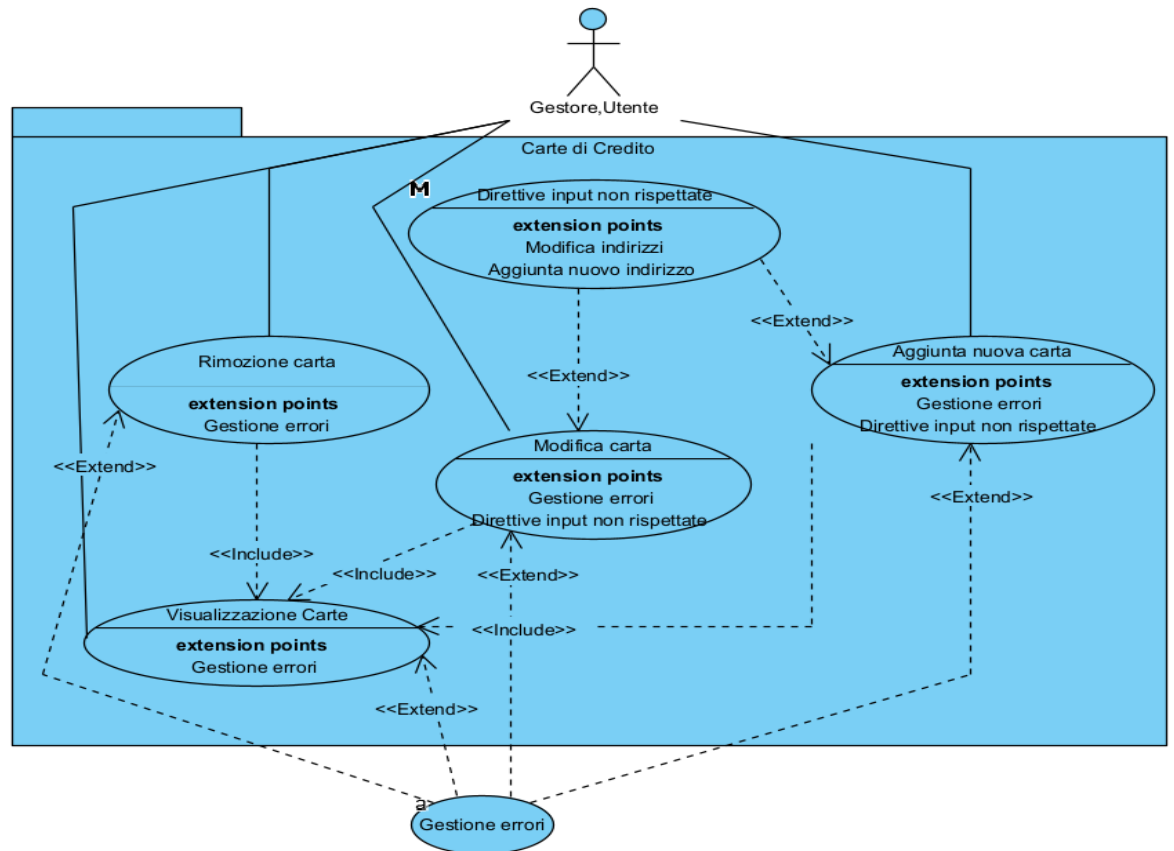 Gestore,Utente
Carte di Credito
M
Direttive input non rispettate
extension points
Modifica indirizzi
Aggiunta nuovo indirizzo
<<Extend>>
<<Extend>>
Rimozione carta
extension points
Gestione errori
Aggiunta nuova carta
extension points
Gestione errori
Direttive input non rispettate
Modifica carta
extension points
Gestione errori
Direttive input non rispettate
<<Extend>>
<<Extend>>
<<Include>>
<<Include>>
<<Extend>>
<<Include>>
Visualizzazione Carte
extension points
Gestione errori
<<Extend>>
a
Gestione errori